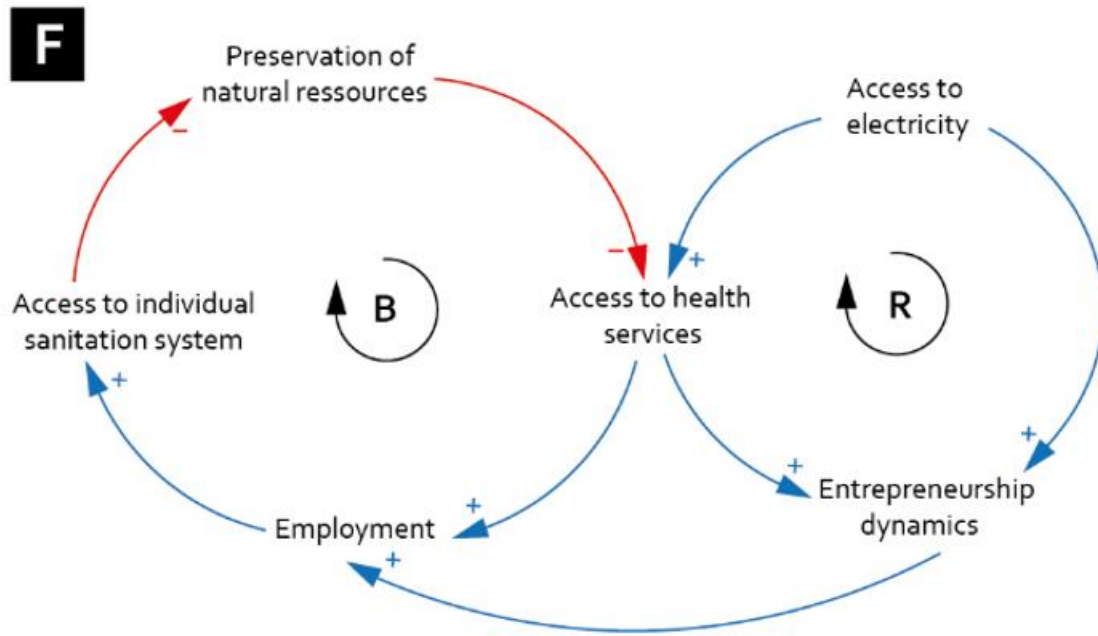 F
Preservation of
natural ressources
Access to
electricity
−
−
+
Access to individual
sanitation system
B
Access to health
services
R
+
+
+
+
Employment
+
Entrepreneurship
dynamics